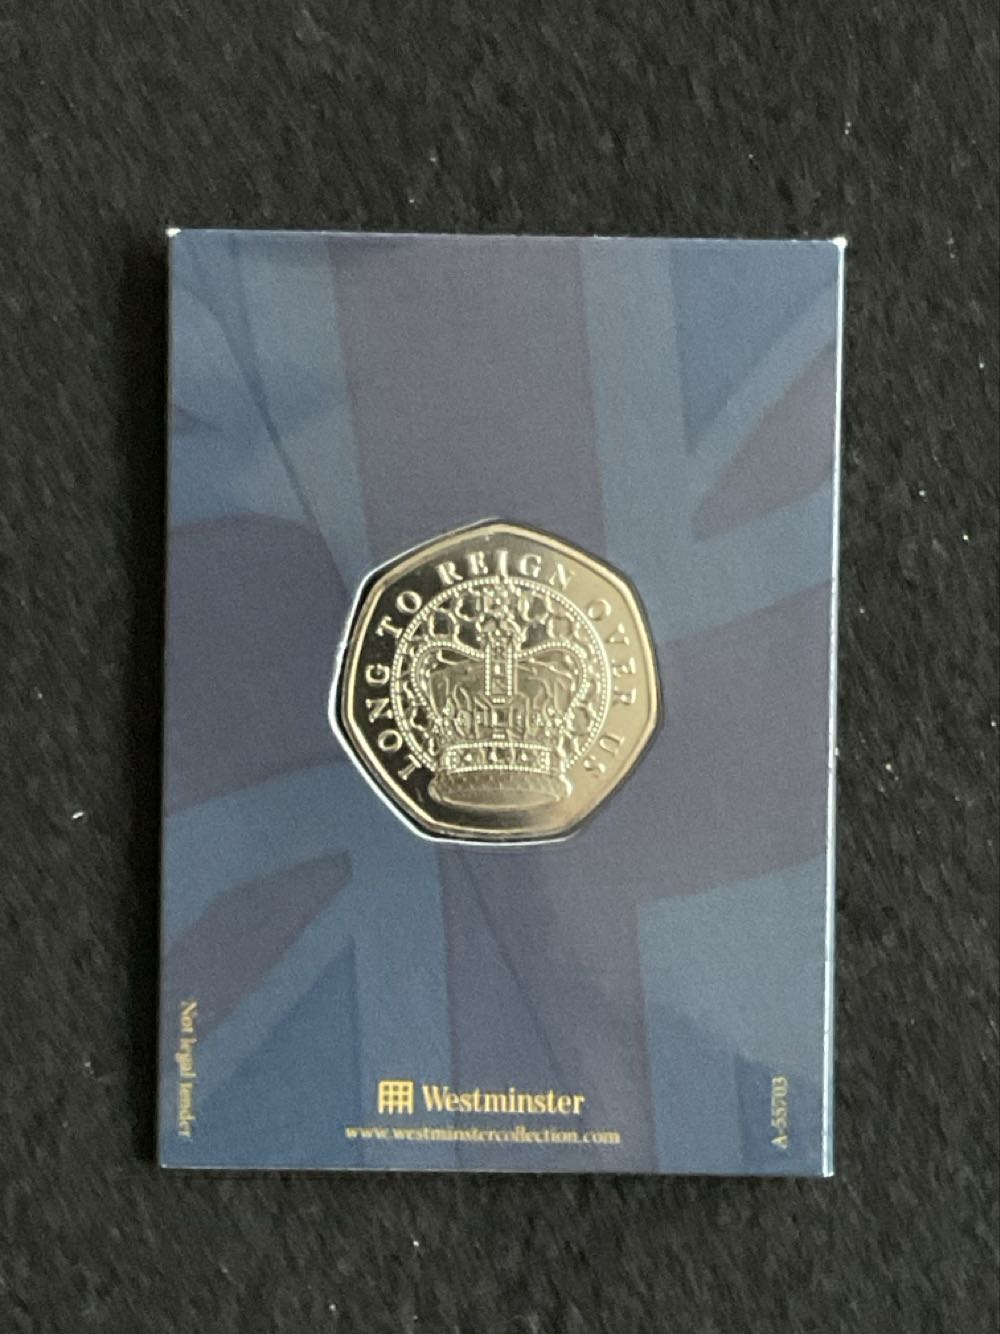 LONG TO REIGN OVER US
Not legal tender
Westminster
www.westminstercollection.com
A-55703